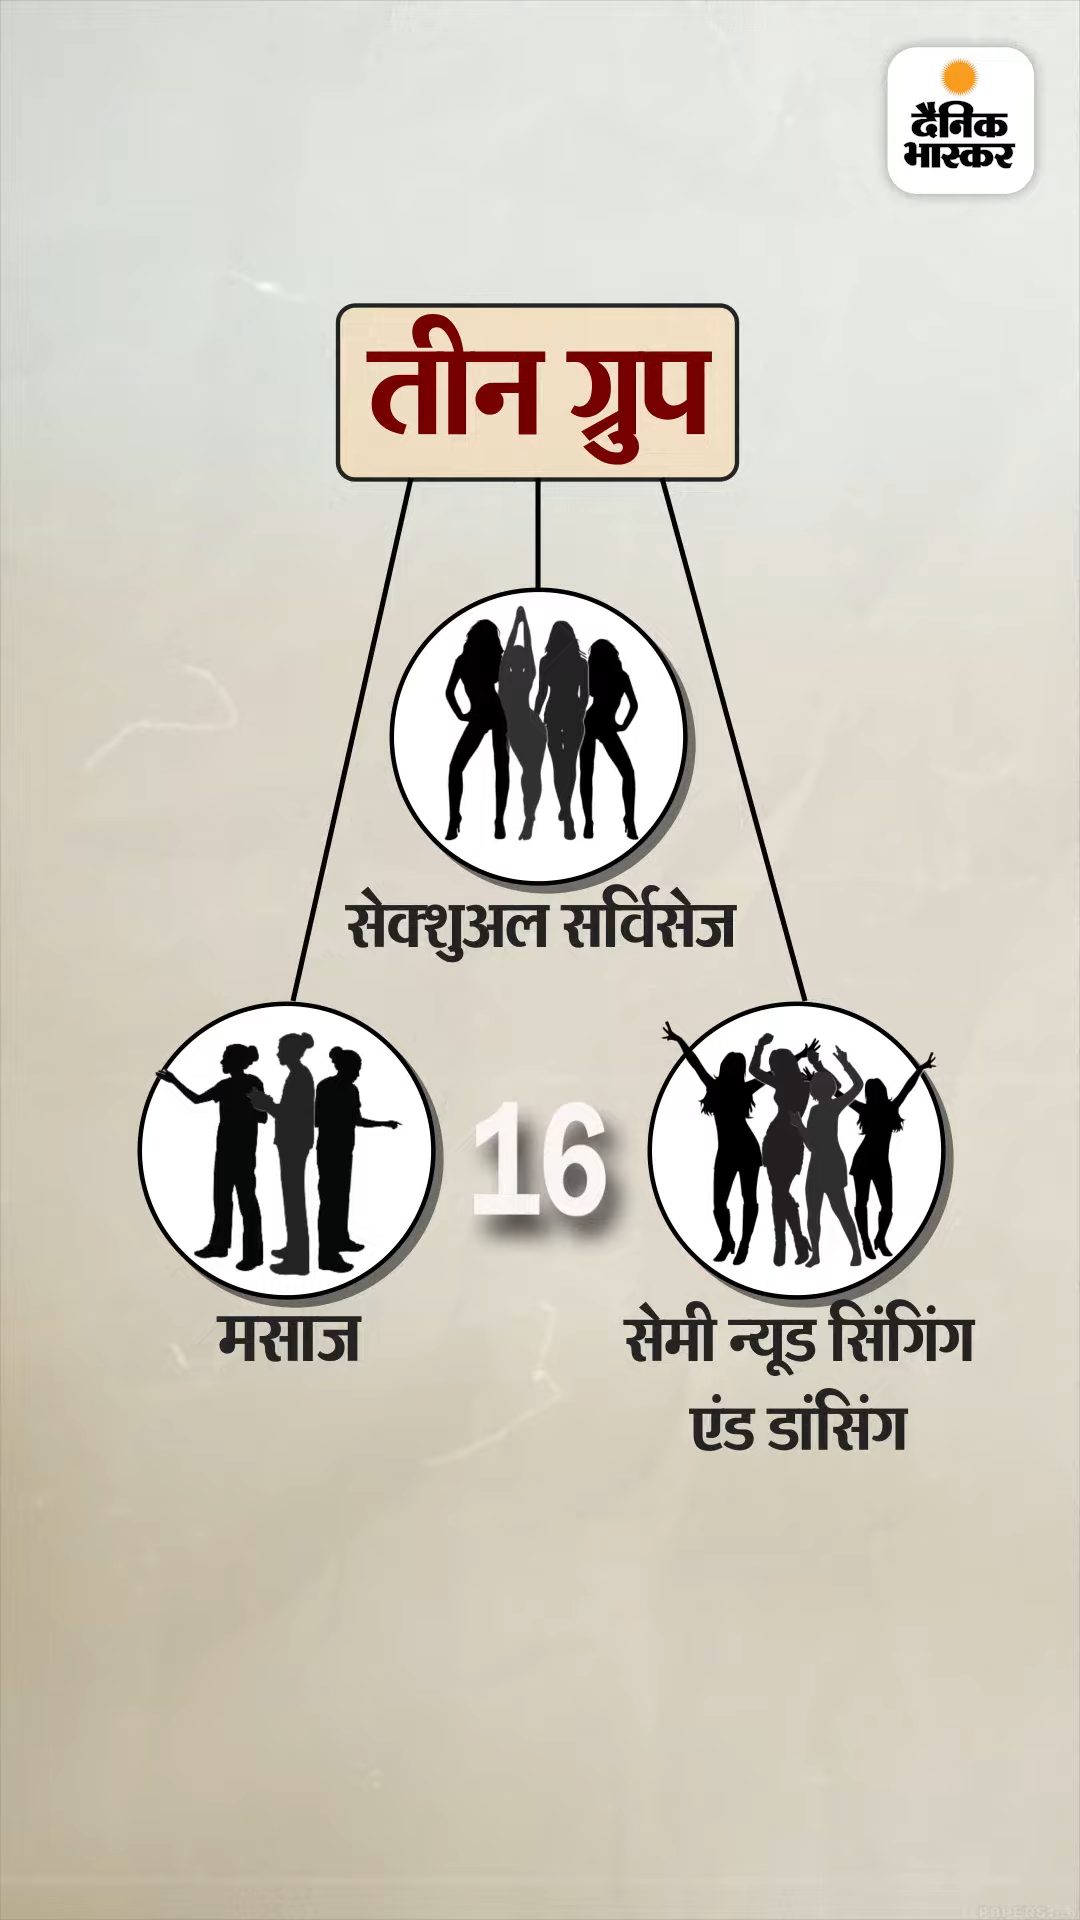 दैनिक
भास्कर
तीन ग्रुप
सेक्शुअल सर्विसेज
16
मसाज
सेमी न्यूड सिंगिंग
एंड डांसिंग